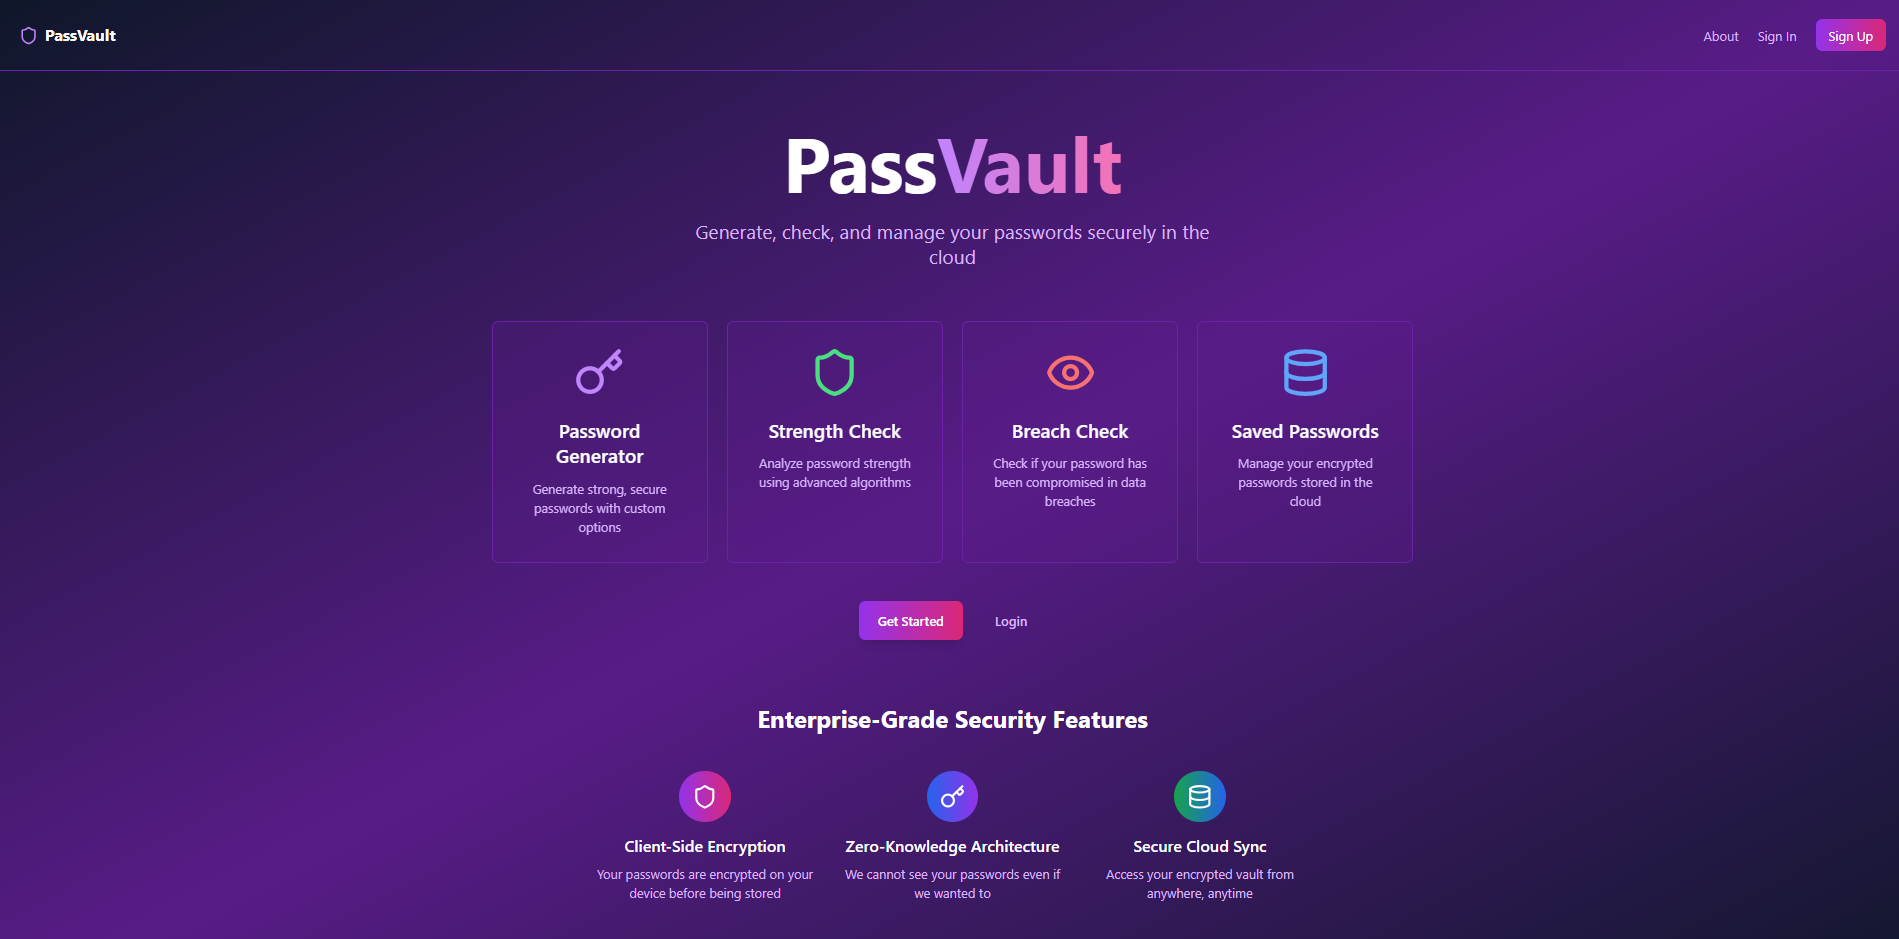 PassVault
About
Sign In
Sign Up
PassVault
Generate, check, and manage your passwords securely in the
cloud
Password
Generator
Generate strong, secure
passwords with custom
options
Strength Check
Analyze password strength
using advanced algorithms
Breach Check
Check if your password has
been compromised in data
breaches
Saved Passwords
Manage your encrypted
passwords stored in the
cloud
Get Started
Login
Enterprise-Grade Security Features
Client-Side Encryption
Your passwords are encrypted on your
device before being stored
Zero-Knowledge Architecture
We cannot see your passwords even if
we wanted to
Secure Cloud Sync
Access your encrypted vault from
anywhere, anytime